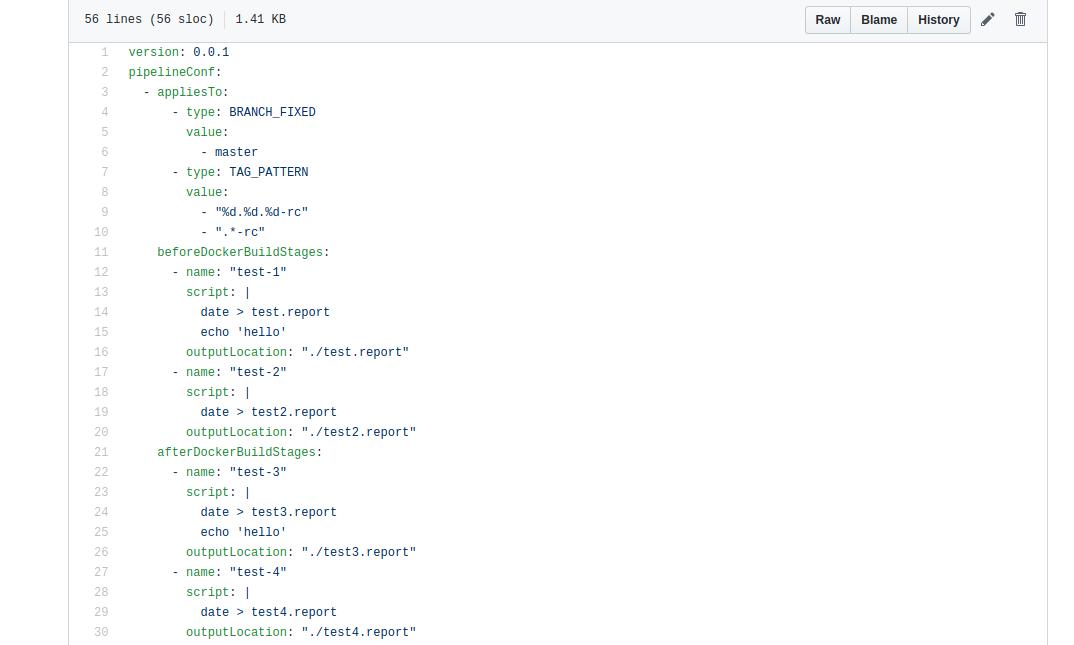 56 lines (56 sloc) 1.41 KB Raw Blame History
1 version: 0.0.1
2 pipelineConf:
3 - appliesTo:
4 - type: BRANCH_FIXED
5 value:
6 - master
7 - type: TAG_PATTERN
8 value:
9 - "%d.%d.%d-rc"
10 - ".*-rc"
11 beforeDockerBuildStages:
12 - name: "test-1"
13 script: |
14 date > test.report
15 echo 'hello'
16 outputLocation: "./test.report"
17 - name: "test-2"
18 script: |
19 date > test2.report
20 outputLocation: "./test2.report"
21 afterDockerBuildStages:
22 - name: "test-3"
23 script: |
24 date > test3.report
25 echo 'hello'
26 outputLocation: "./test3.report"
27 - name: "test-4"
28 script: |
29 date > test4.report
30 outputLocation: "./test4.report"